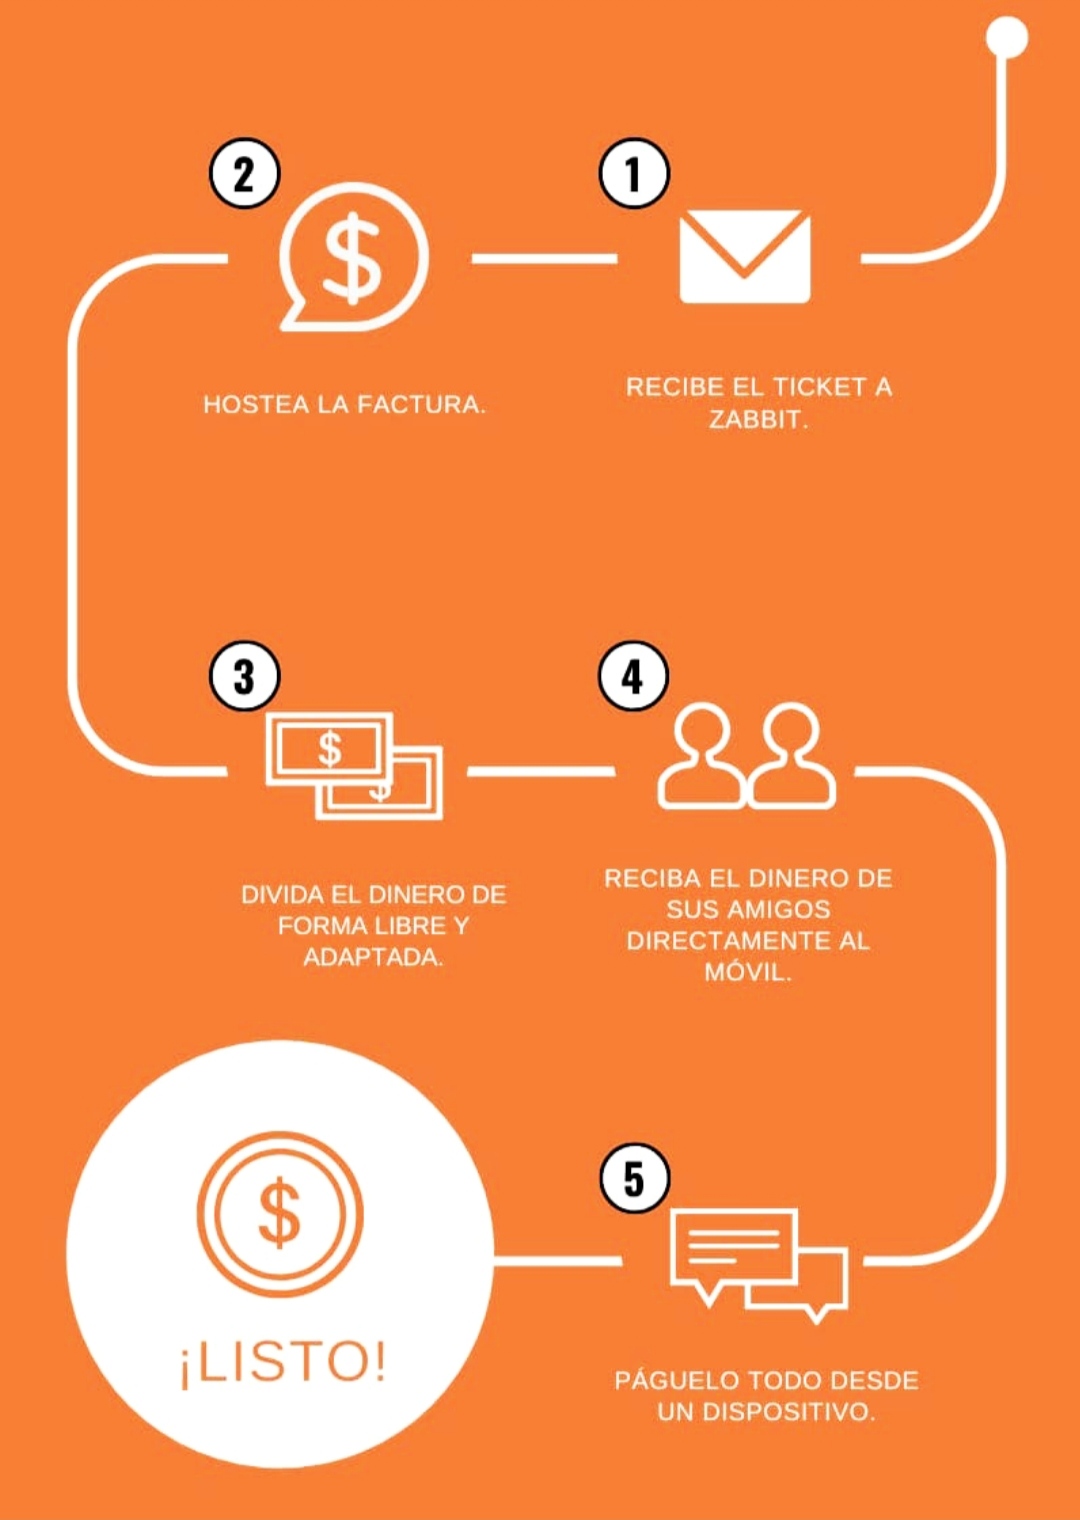 1
RECIBE EL TICKET A
ZABBIT.
2
$
HOSTEA LA FACTURA.
3
$
$
DIVIDA EL DINERO DE
FORMA LIBRE Y
ADAPTADA.
4
RECIBA EL DINERO DE
SUS AMIGOS
DIRECTAMENTE AL
MÓVIL.
5
PÁGUELO TODO DESDE
UN DISPOSITIVO.
$
¡LISTO!